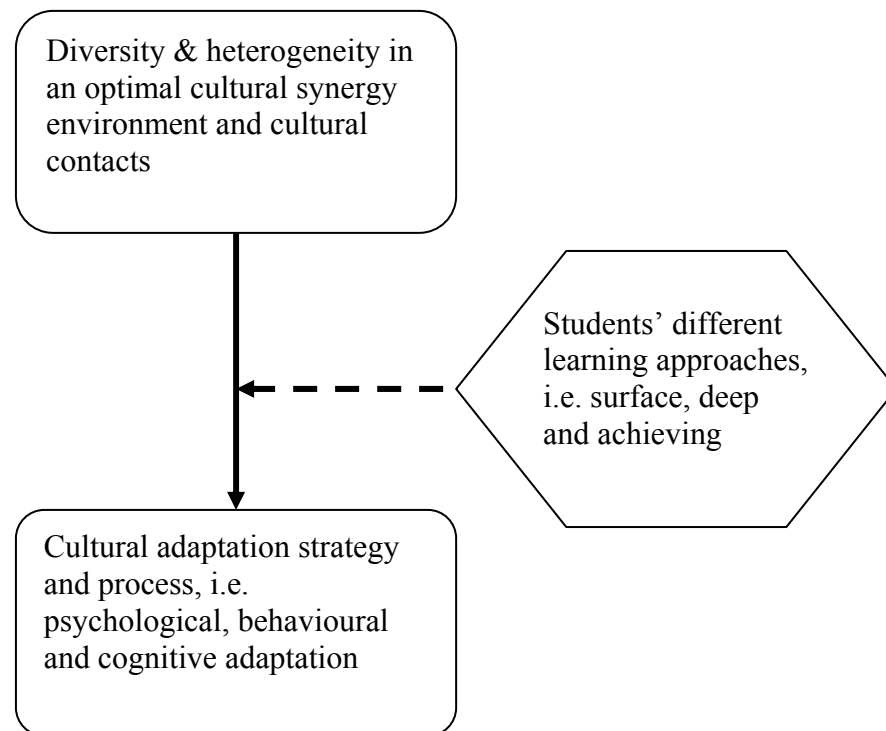 Diversity & heterogeneity in
an optimal cultural synergy
environment and cultural
contacts
Students’ different
learning approaches,
i.e. surface, deep
and achieving
Cultural adaptation strategy
and process, i.e.
psychological, behavioural
and cognitive adaptation